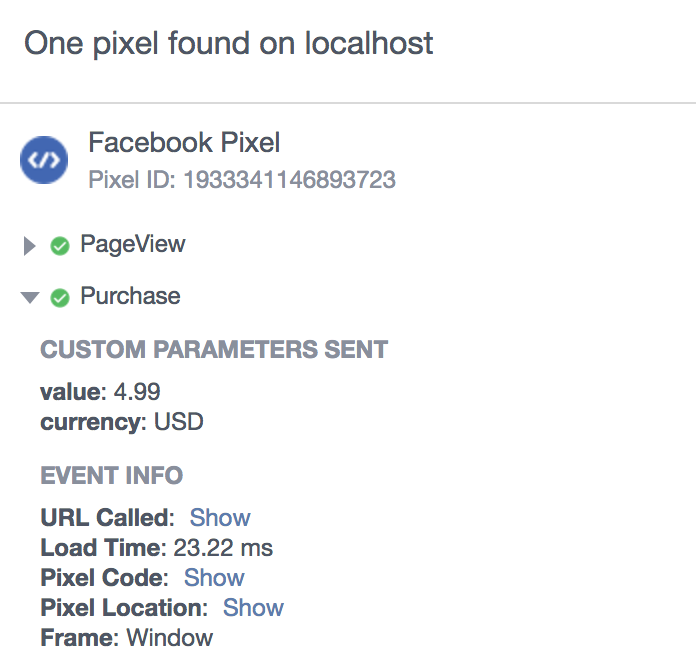 One pixel found on localhost
</>
Facebook Pixel
Pixel ID: 1933341146893723
PageView
Purchase
CUSTOM PARAMETERS SENT
value: 4.99
currency: USD
EVENT INFO
URL Called: Show
Load Time: 23.22 ms
Pixel Code: Show
Pixel Location: Show
Frame: Window